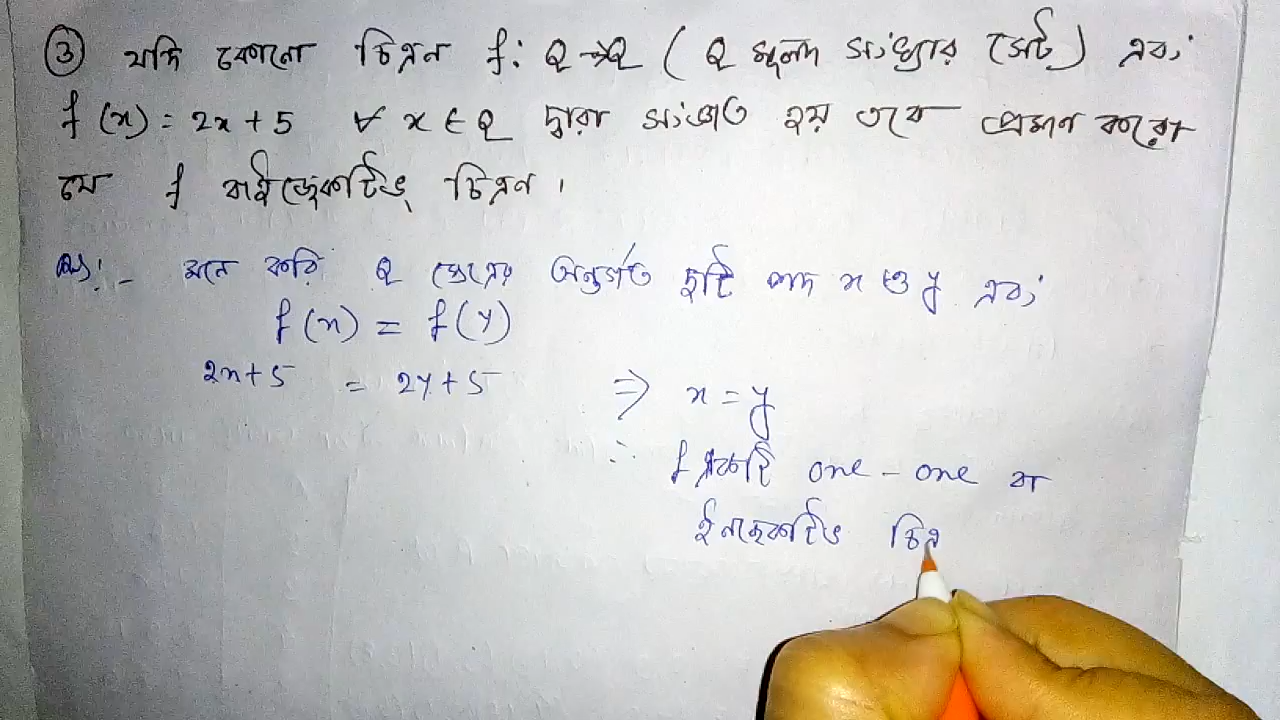 ③ যদি কোনো চিত্রন f: Q→Q ( Q মূলদ সংখ্যার সেট) এবং
f (x) = 2x + 5 ∀ x ∈ Q দ্বারা সংজ্ঞাত হয় তবে প্রমান করো
যে f বাইজেকটিভ্ চিত্রন।
Ans:- মনে করি Q ক্ষেত্রের অন্তর্গত দুটি পদ x ও y এবং
f(x) = f(y)
2x+5 = 2y+5 ⇒ x = y
∴ f একটি one - one বা
ইনজেকটিভ চিত্র